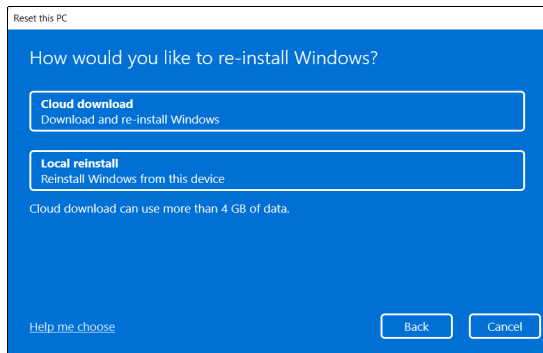 Reset this PC
How would you like to re-install Windows?
Cloud download
Download and re-install Windows
Local reinstall
Reinstall Windows from this device
Cloud download can use more than 4 GB of data.
Help me choose
Back
Cancel